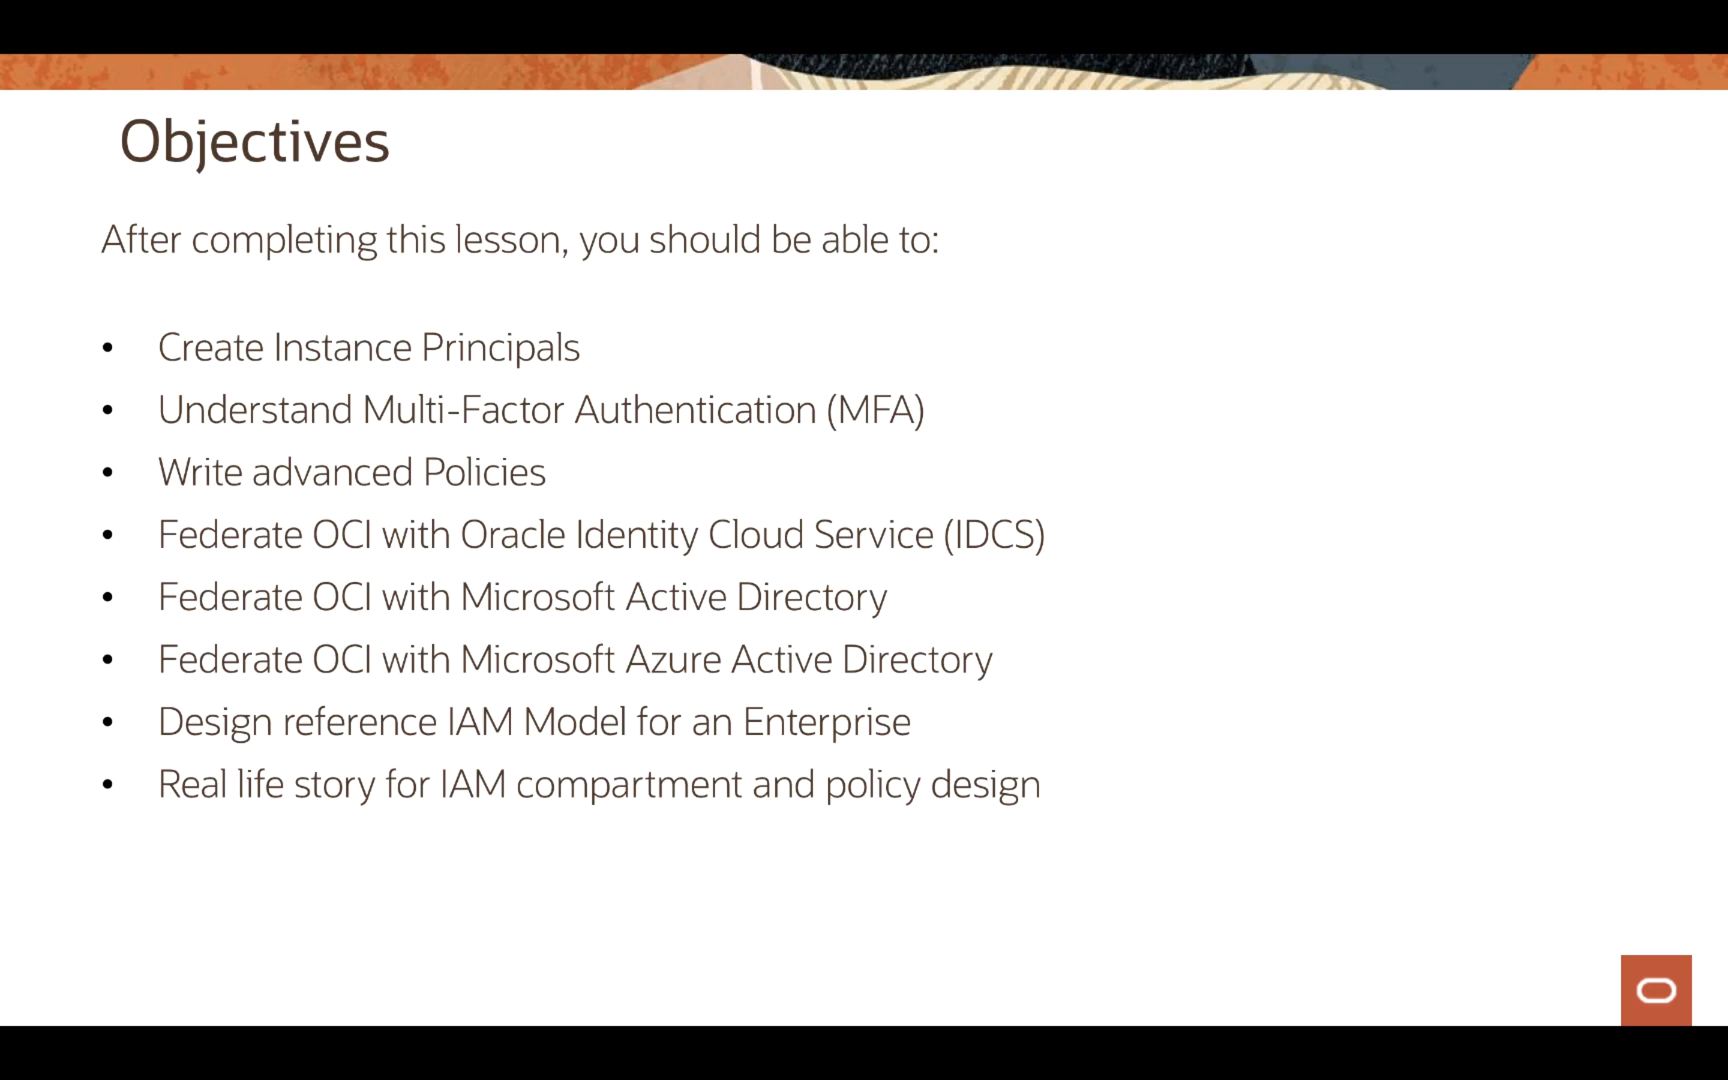 Objectives
After completing this lesson, you should be able to:
• Create Instance Principals
• Understand Multi-Factor Authentication (MFA)
• Write advanced Policies
• Federate OCI with Oracle Identity Cloud Service (IDCS)
• Federate OCI with Microsoft Active Directory
• Federate OCI with Microsoft Azure Active Directory
• Design reference IAM Model for an Enterprise
• Real life story for IAM compartment and policy design